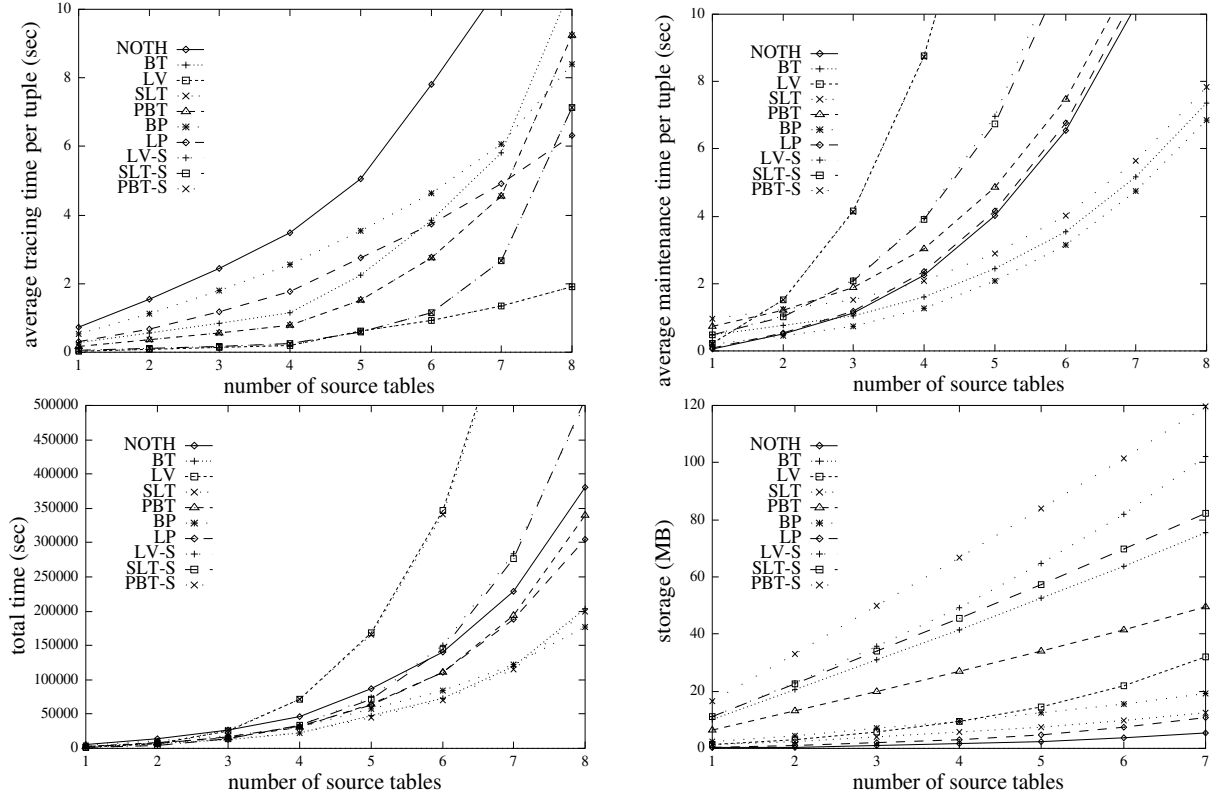 average tracing time per tuple (sec)
10
8
6
4
2
0
NOTH
BT
LV
SLT
PBT
BP
LP
LV-S
SLT-S
PBT-S
1 2 3 4 5 6 7 8
number of source tables
average maintenance time per tuple (sec)
10
8
6
4
2
0
NOTH
BT
LV
SLT
PBT
BP
LP
LV-S
SLT-S
PBT-S
1 2 3 4 5 6 7 8
number of source tables
total time (sec)
500000
450000
400000
350000
300000
250000
200000
150000
100000
50000
0
NOTH
BT
LV
SLT
PBT
BP
LP
LV-S
SLT-S
PBT-S
1 2 3 4 5 6 7 8
number of source tables
storage (MB)
120
100
80
60
40
20
0
NOTH
BT
LV
SLT
PBT
BP
LP
LV-S
SLT-S
PBT-S
1 2 3 4 5 6 7
number of source tables